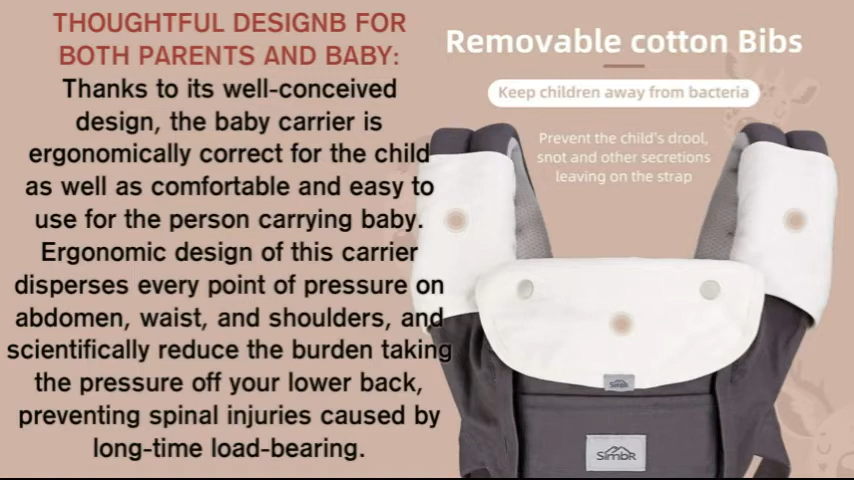 THOUGHTFUL DESIGNB FOR
BOTH PARENTS AND BABY:
Thanks to its well-conceived
design, the baby carrier is
ergonomically correct for the child
as well as comfortable and easy to
use for the person carrying baby.
Ergonomic design of this carrier
disperses every point of pressure on
abdomen, waist, and shoulders, and
scientifically reduce the burden taking
the pressure off your lower back,
preventing spinal injuries caused by
long-time load-bearing.
Removable cotton Bibs
Keep children away from bacteria
Prevent the child's drool,
snot and other secretions
leaving on the strap
SimbR
SimbR